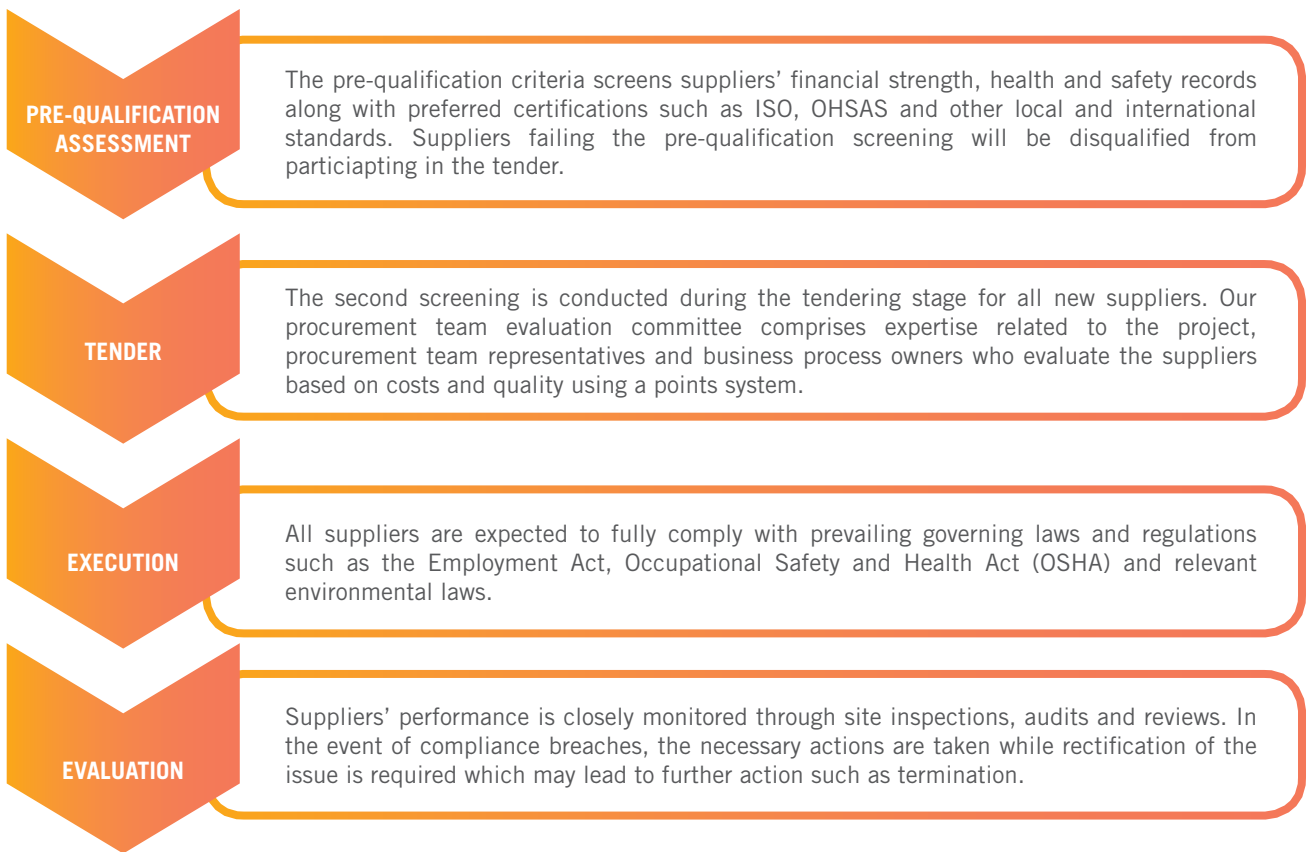 PRE-QUALIFICATION
ASSESSMENT
The pre-qualification criteria screens suppliers’ financial strength, health and safety records
along with preferred certifications such as ISO, OHSAS and other local and international
standards. Suppliers failing the pre-qualification screening will be disqualified from
particiapting in the tender.
TENDER
The second screening is conducted during the tendering stage for all new suppliers. Our
procurement team evaluation committee comprises expertise related to the project,
procurement team representatives and business process owners who evaluate the suppliers
based on costs and quality using a points system.
EXECUTION
All suppliers are expected to fully comply with prevailing governing laws and regulations
such as the Employment Act, Occupational Safety and Health Act (OSHA) and relevant
environmental laws.
EVALUATION
Suppliers’ performance is closely monitored through site inspections, audits and reviews. In
the event of compliance breaches, the necessary actions are taken while rectification of the
issue is required which may lead to further action such as termination.